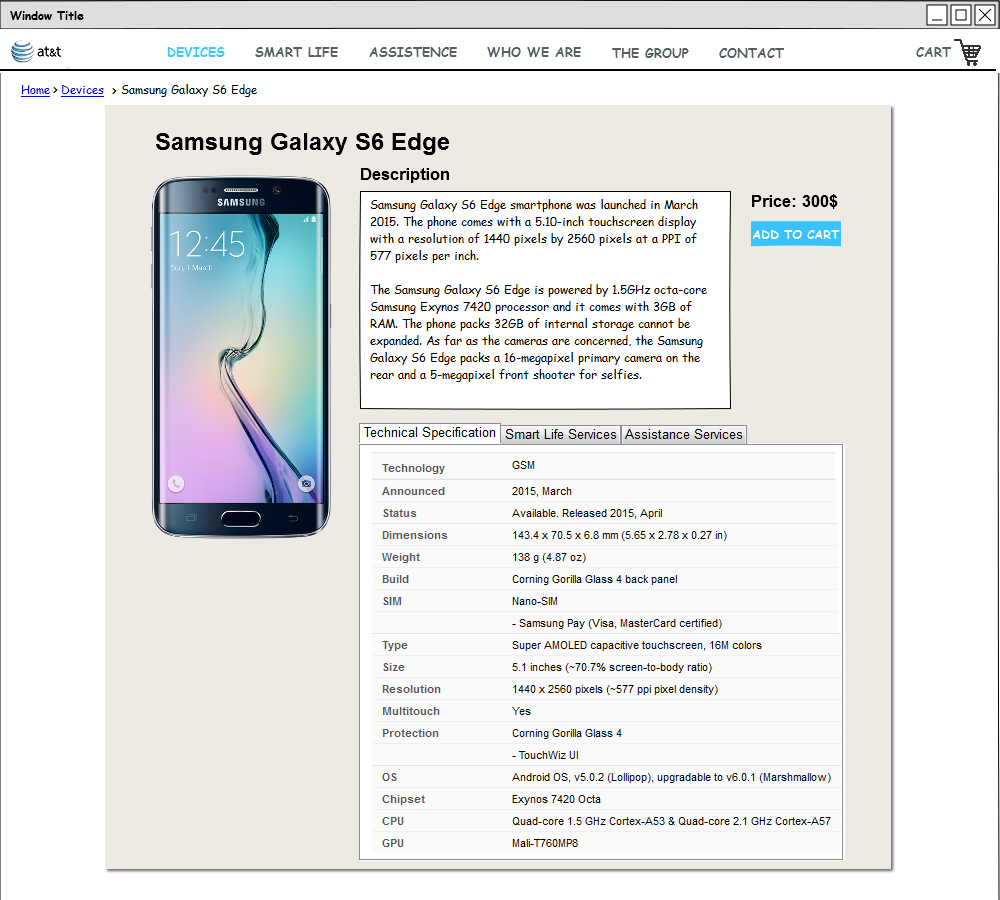 Window Title
at&t
DEVICES SMART LIFE ASSISTENCE WHO WE ARE THE GROUP CONTACT CART
Home > Devices > Samsung Galaxy S6 Edge
Samsung Galaxy S6 Edge
SAMSUNG
12:45
Sun, 1 March
Description
Samsung Galaxy S6 Edge smartphone was launched in March
2015. The phone comes with a 5.10-inch touchscreen display
with a resolution of 1440 pixels by 2560 pixels at a PPI of
577 pixels per inch.
The Samsung Galaxy S6 Edge is powered by 1.5GHz octa-core
Samsung Exynos 7420 processor and it comes with 3GB of
RAM. The phone packs 32GB of internal storage cannot be
expanded. As far as the cameras are concerned, the Samsung
Galaxy S6 Edge packs a 16-megapixel primary camera on the
rear and a 5-megapixel front shooter for selfies.
Price: 300$
ADD TO CART
Technical Specification Smart Life Services Assistance Services
Technology GSM
Announced 2015, March
Status Available. Released 2015, April
Dimensions 143.4 x 70.5 x 6.8 mm (5.65 x 2.78 x 0.27 in)
Weight 138 g (4.87 oz)
Build Corning Gorilla Glass 4 back panel
SIM Nano-SIM
- Samsung Pay (Visa, MasterCard certified)
Type Super AMOLED capacitive touchscreen, 16M colors
Size 5.1 inches (~70.7% screen-to-body ratio)
Resolution 1440 x 2560 pixels (~577 ppi pixel density)
Multitouch Yes
Protection Corning Gorilla Glass 4
- TouchWiz UI
OS Android OS, v5.0.2 (Lollipop), upgradable to v6.0.1 (Marshmallow)
Chipset Exynos 7420 Octa
CPU Quad-core 1.5 GHz Cortex-A53 & Quad-core 2.1 GHz Cortex-A57
GPU Mali-T760MP8